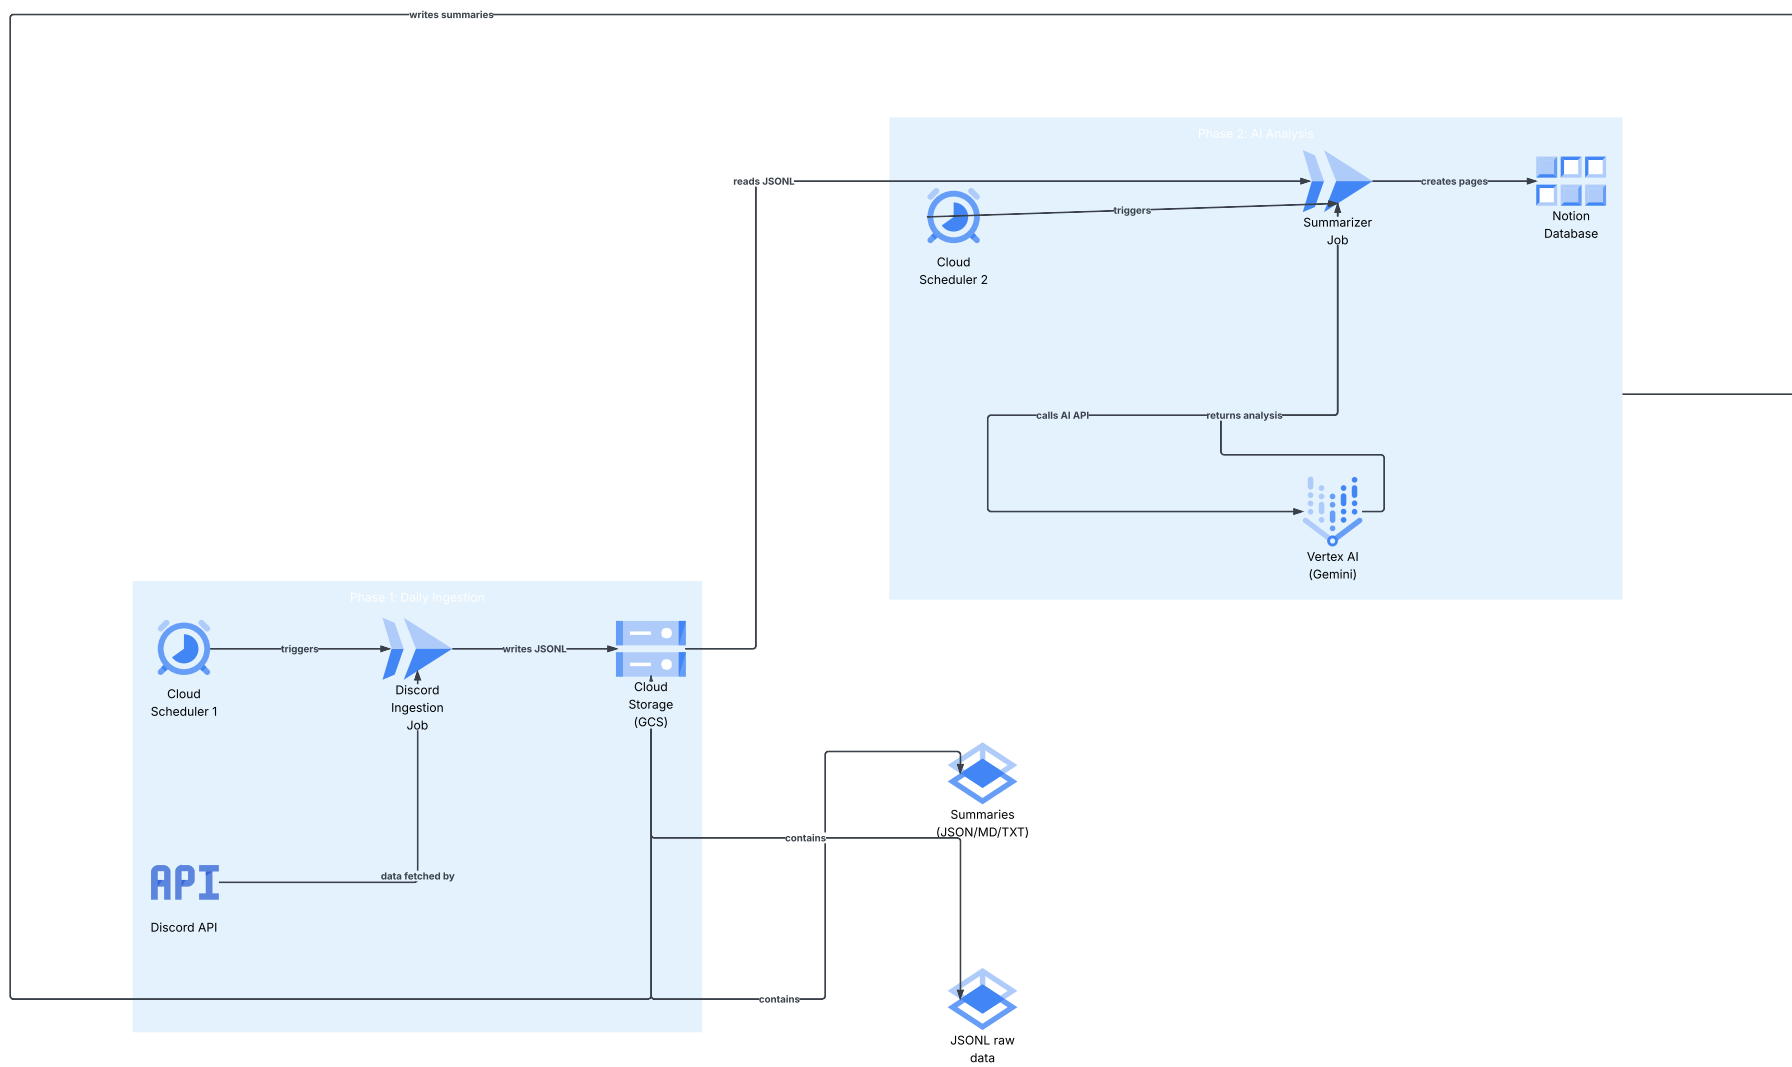 writes summaries
Phase 2: AI Analysis
reads JSONL
creates pages
triggers
Summarizer
Job
Notion
Database
Cloud
Scheduler 2
calls AI API
returns analysis
Vertex AI
(Gemini)
Phase 1: Daily Ingestion
triggers
writes JSONL
Cloud
Scheduler 1
Discord
Ingestion
Job
Cloud
Storage
(GCS)
Summaries
(JSON/MD/TXT)
contains
data fetched by
API
Discord API
contains
JSONL raw
data